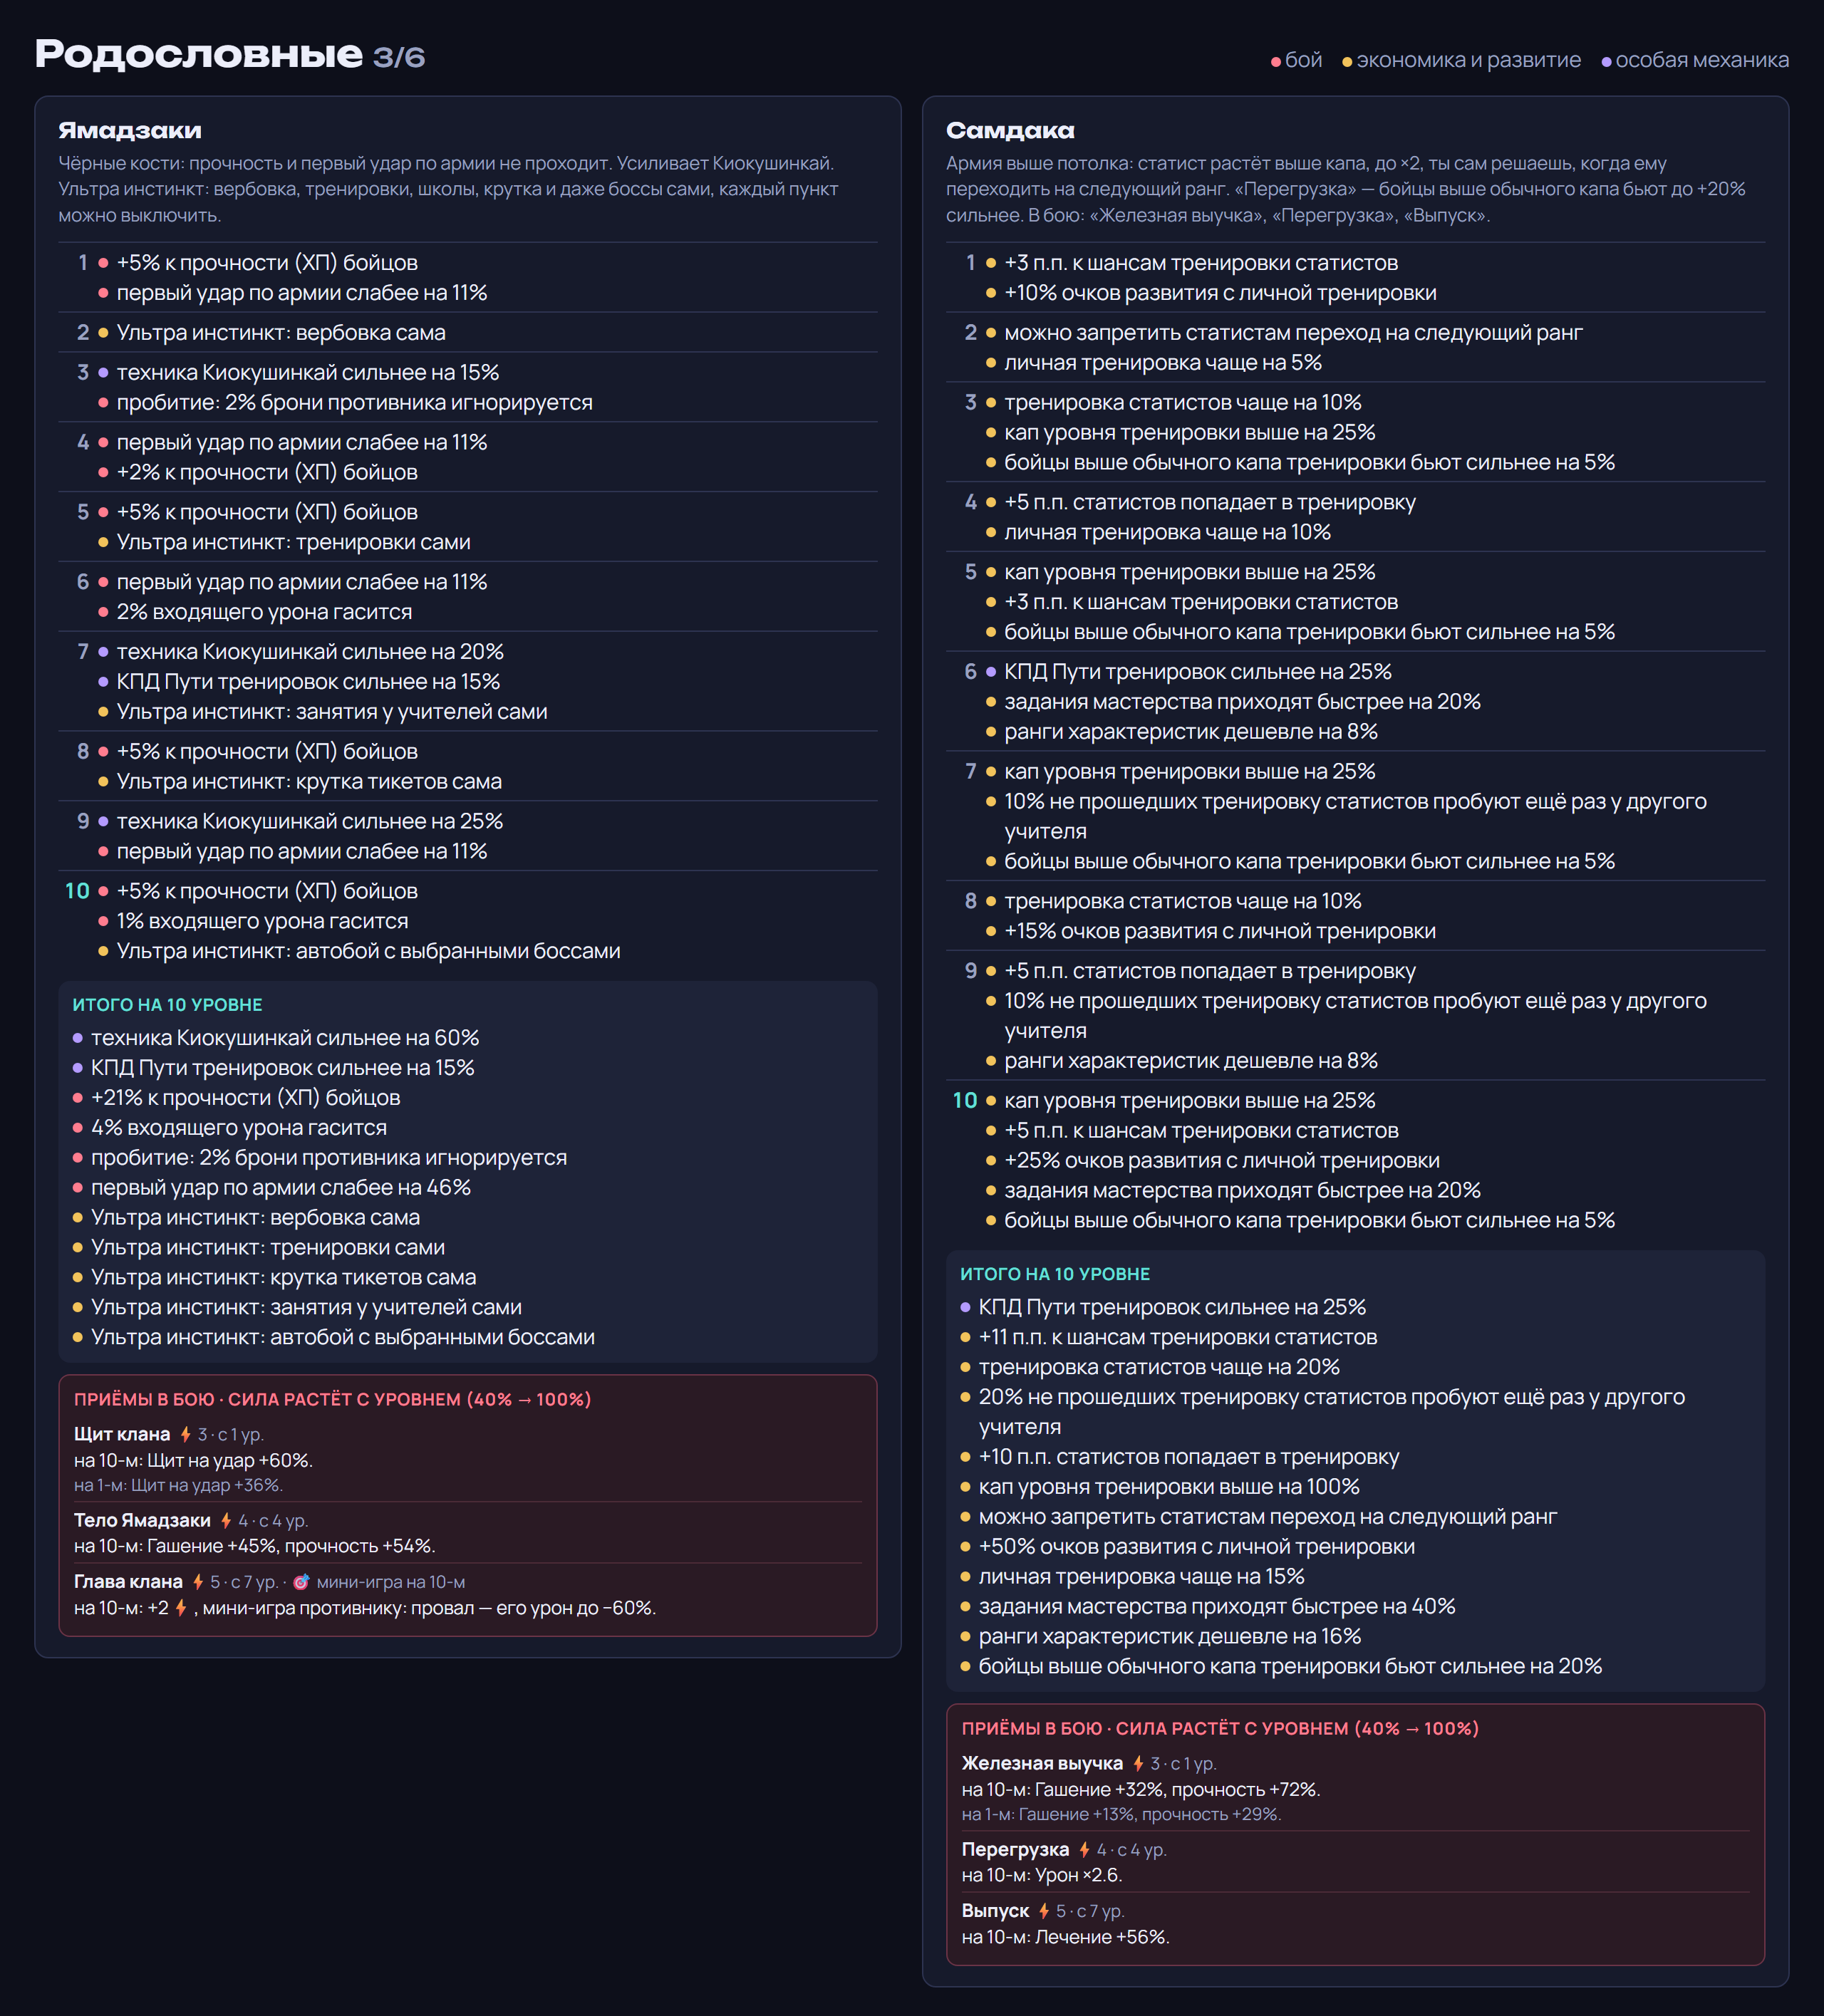 Родословные 3/6
бой экономика и развитие особая механика
Ямадзаки
Чёрные кости: прочность и первый удар по армии не проходит. Усиливает Киокушинкай.
Ультра инстинкт: вербовка, тренировки, школы, крутка и даже боссы сами, каждый пункт
можно выключить.
1 +5% к прочности (ХП) бойцов
первый удар по армии слабее на 11%
2 Ультра инстинкт: вербовка сама
3 техника Киокушинкай сильнее на 15%
пробитие: 2% брони противника игнорируется
4 первый удар по армии слабее на 11%
+2% к прочности (ХП) бойцов
5 +5% к прочности (ХП) бойцов
Ультра инстинкт: тренировки сами
6 первый удар по армии слабее на 11%
2% входящего урона гасится
7 техника Киокушинкай сильнее на 20%
КПД Пути тренировок сильнее на 15%
Ультра инстинкт: занятия у учителей сами
8 +5% к прочности (ХП) бойцов
Ультра инстинкт: крутка тикетов сама
9 техника Киокушинкай сильнее на 25%
первый удар по армии слабее на 11%
10 +5% к прочности (ХП) бойцов
1% входящего урона гасится
Ультра инстинкт: автобой с выбранными боссами
ИТОГО НА 10 УРОВНЕ
техника Киокушинкай сильнее на 60%
КПД Пути тренировок сильнее на 15%
+21% к прочности (ХП) бойцов
4% входящего урона гасится
пробитие: 2% брони противника игнорируется
первый удар по армии слабее на 46%
Ультра инстинкт: вербовка сама
Ультра инстинкт: тренировки сами
Ультра инстинкт: крутка тикетов сама
Ультра инстинкт: занятия у учителей сами
Ультра инстинкт: автобой с выбранными боссами
ПРИЁМЫ В БОЮ · СИЛА РАСТЁТ С УРОВНЕМ (40% → 100%)
Щит клана ⚡ 3 · с 1 ур.
на 10-м: Щит на удар +60%.
на 1-м: Щит на удар +36%.
Тело Ямадзаки ⚡ 4 · с 4 ур.
на 10-м: Гашение +45%, прочность +54%.
Глава клана ⚡ 5 · с 7 ур. · 🎯 мини-игра на 10-м
на 10-м: +2 ⚡ , мини-игра противнику: провал — его урон до −60%.
Самдака
Армия выше потолка: статист растёт выше капа, до ×2, ты сам решаешь, когда ему
переходить на следующий ранг. «Перегрузка» — бойцы выше обычного капа бьют до +20%
сильнее. В бою: «Железная выучка», «Перегрузка», «Выпуск».
1 +3 п.п. к шансам тренировки статистов
+10% очков развития с личной тренировки
2 можно запретить статистам переход на следующий ранг
личная тренировка чаще на 5%
3 тренировка статистов чаще на 10%
кап уровня тренировки выше на 25%
бойцы выше обычного капа тренировки бьют сильнее на 5%
4 +5 п.п. статистов попадает в тренировку
личная тренировка чаще на 10%
5 кап уровня тренировки выше на 25%
+3 п.п. к шансам тренировки статистов
бойцы выше обычного капа тренировки бьют сильнее на 5%
6 КПД Пути тренировок сильнее на 25%
задания мастерства приходят быстрее на 20%
ранги характеристик дешевле на 8%
7 кап уровня тренировки выше на 25%
10% не прошедших тренировку статистов пробуют ещё раз у другого
учителя
бойцы выше обычного капа тренировки бьют сильнее на 5%
8 тренировка статистов чаще на 10%
+15% очков развития с личной тренировки
9 +5 п.п. статистов попадает в тренировку
10% не прошедших тренировку статистов пробуют ещё раз у другого
учителя
ранги характеристик дешевле на 8%
10 кап уровня тренировки выше на 25%
+5 п.п. к шансам тренировки статистов
+25% очков развития с личной тренировки
задания мастерства приходят быстрее на 20%
бойцы выше обычного капа тренировки бьют сильнее на 5%
ИТОГО НА 10 УРОВНЕ
КПД Пути тренировок сильнее на 25%
+11 п.п. к шансам тренировки статистов
тренировка статистов чаще на 20%
20% не прошедших тренировку статистов пробуют ещё раз у другого
учителя
+10 п.п. статистов попадает в тренировку
кап уровня тренировки выше на 100%
можно запретить статистам переход на следующий ранг
+50% очков развития с личной тренировки
личная тренировка чаще на 15%
задания мастерства приходят быстрее на 40%
ранги характеристик дешевле на 16%
бойцы выше обычного капа тренировки бьют сильнее на 20%
ПРИЁМЫ В БОЮ · СИЛА РАСТЁТ С УРОВНЕМ (40% → 100%)
Железная выучка ⚡ 3 · с 1 ур.
на 10-м: Гашение +32%, прочность +72%.
на 1-м: Гашение +13%, прочность +29%.
Перегрузка ⚡ 4 · с 4 ур.
на 10-м: Урон ×2.6.
Выпуск ⚡ 5 · с 7 ур.
на 10-м: Лечение +56%.